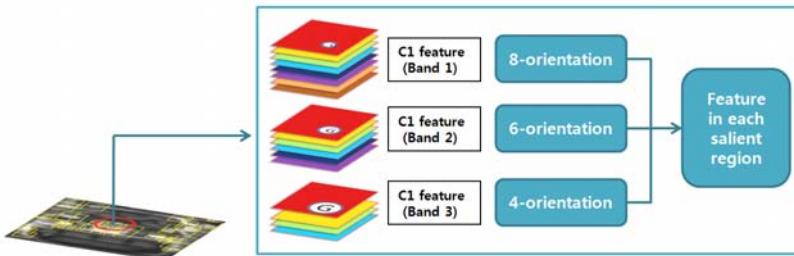 G
C1 feature
(Band 1)
8-orientation
G
C1 feature
(Band 2)
6-orientation
Feature
in each
salient
region
G
C1 feature
(Band 3)
4-orientation